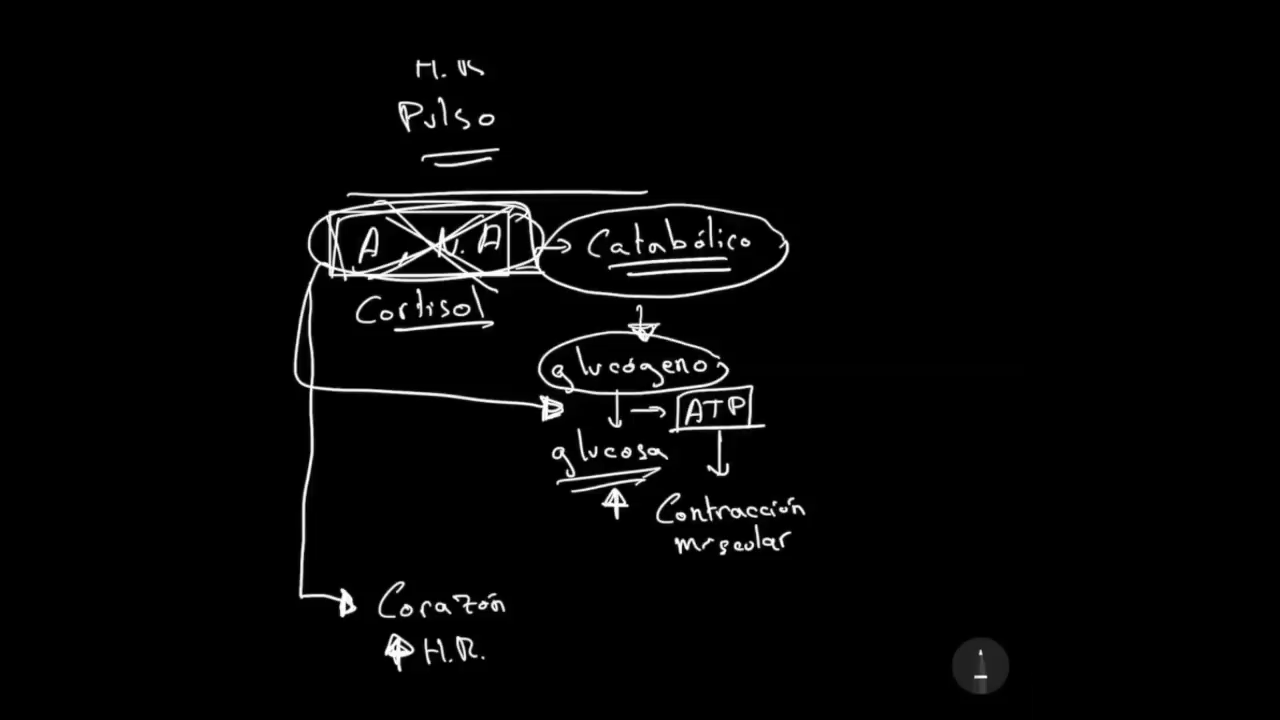 H.R
Pulso
A N.A → Catabólico
Cortisol
glucógeno
→ ATP
glucosa
Contracción
muscular
Corazón
H.R.